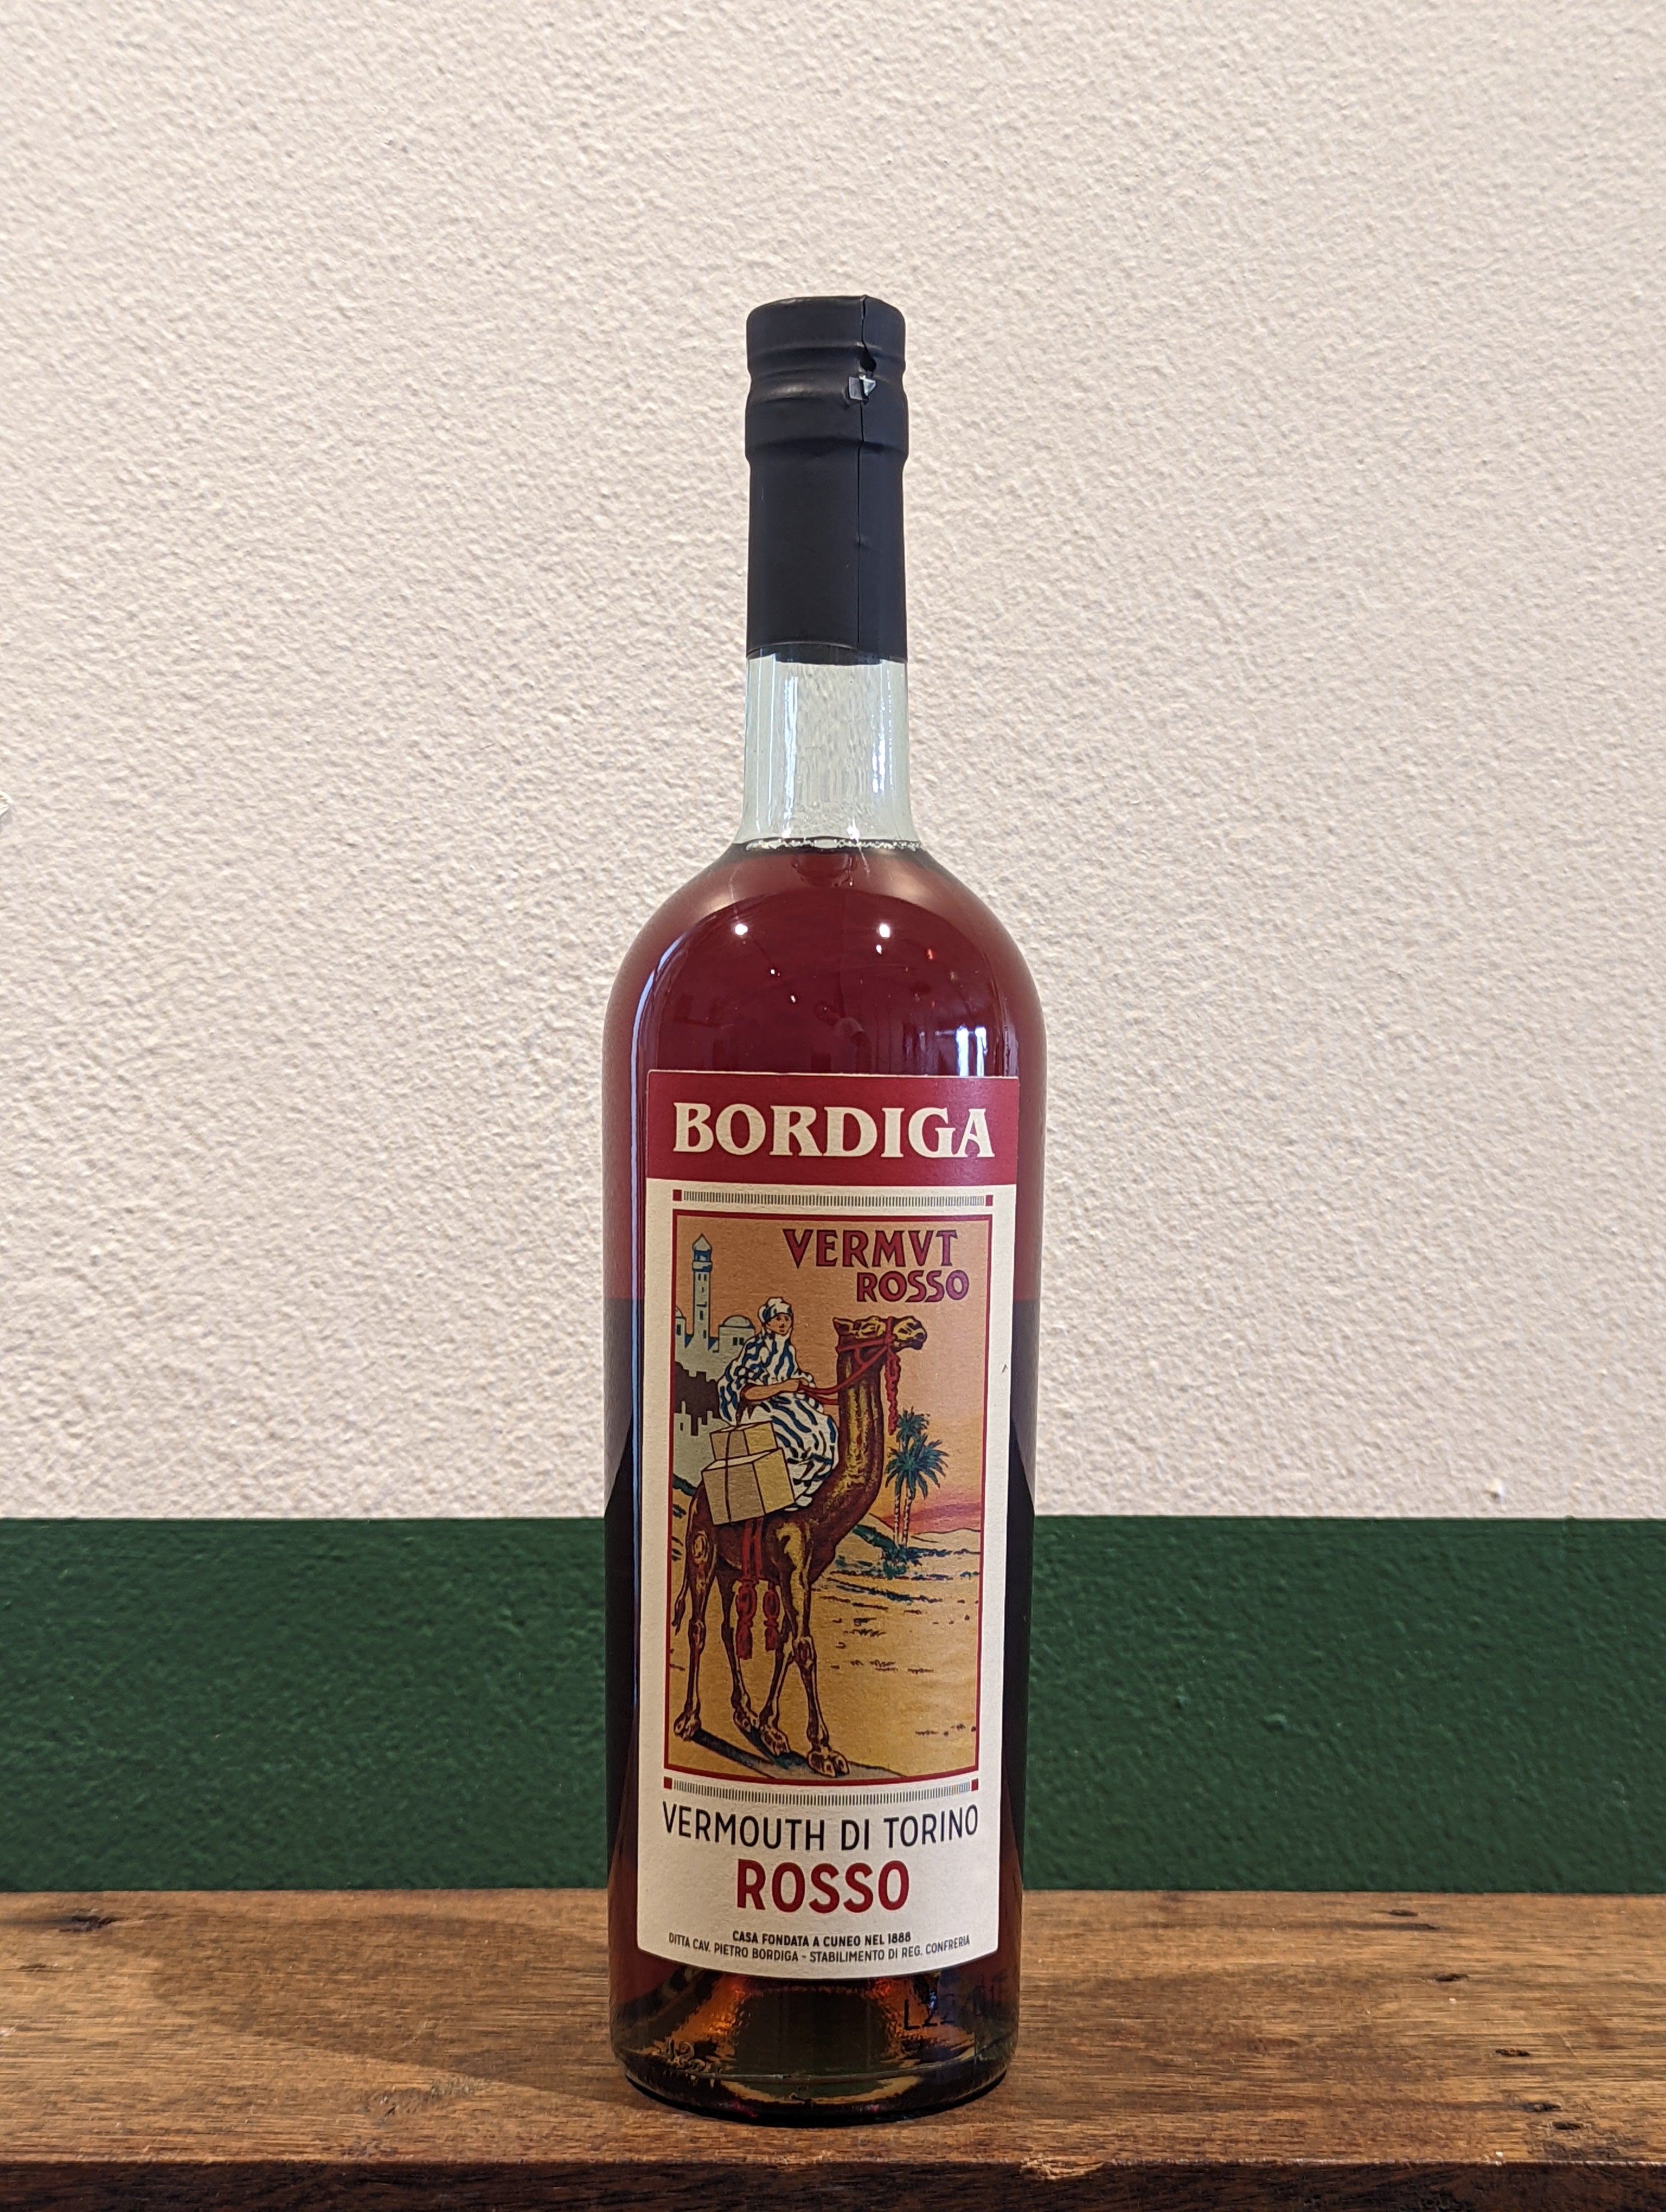 BORDIGA
VERMVT
ROSSO
VERMOUTH DI TORINO
ROSSO
CASA FONDATA A CUNEO NEL 1888
DITTA CAV. PIETRO BORDIGA - STABILIMENTO DI REG. CONFRERIA